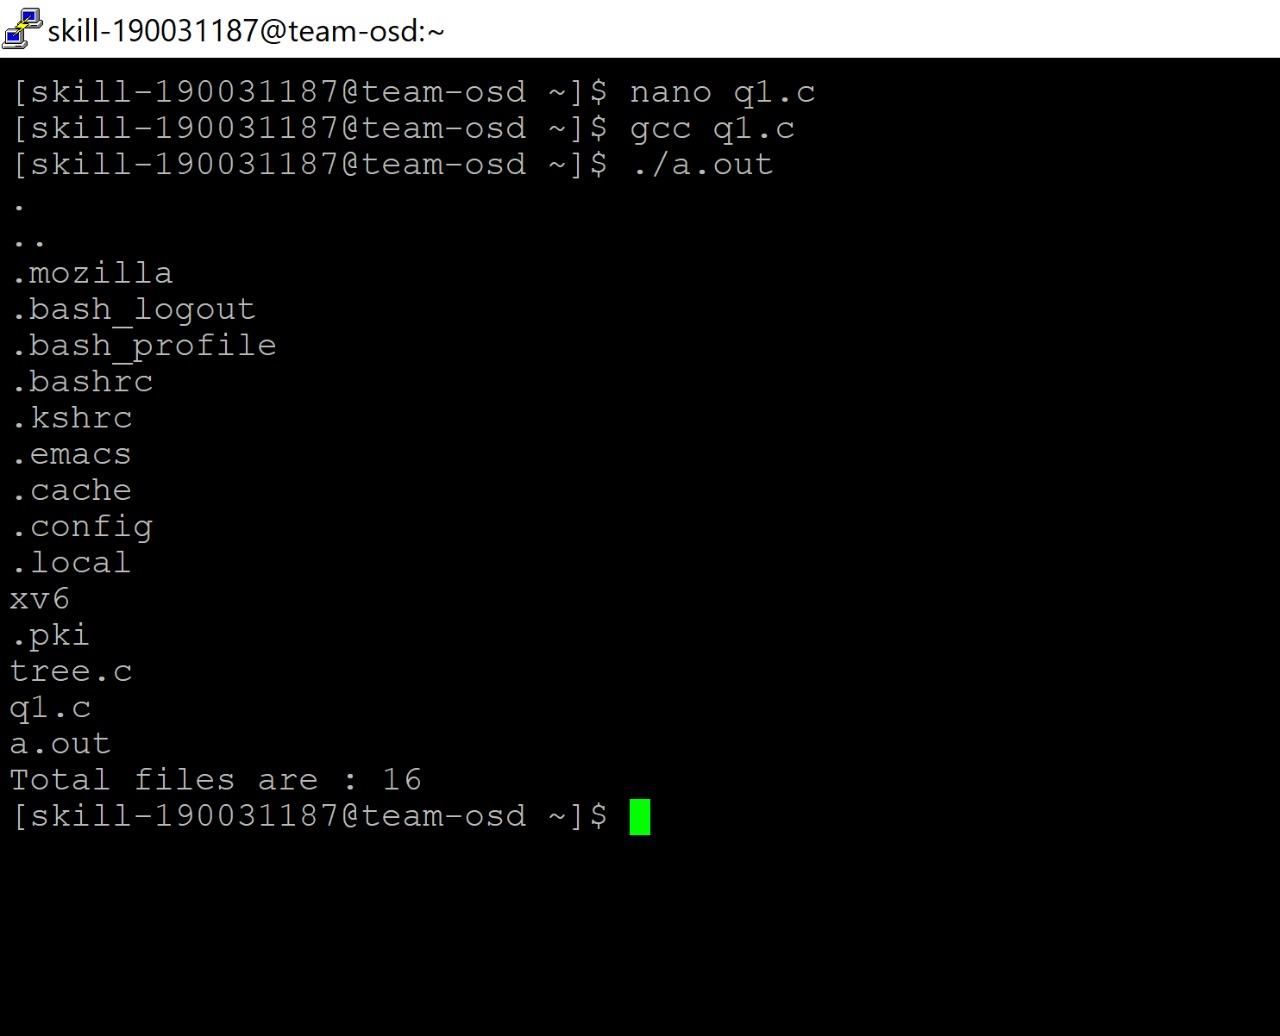 skill-190031187@team-osd:~
[skill-190031187@team-osd ~]$ nano q1.c
[skill-190031187@team-osd ~]$ gcc q1.c
[skill-190031187@team-osd ~]$ ./a.out
.
..
.mozilla
.bash_logout
.bash_profile
.bashrc
.kshrc
.emacs
.cache
.config
.local
xv6
.pki
tree.c
q1.c
a.out
Total files are : 16
[skill-190031187@team-osd ~]$